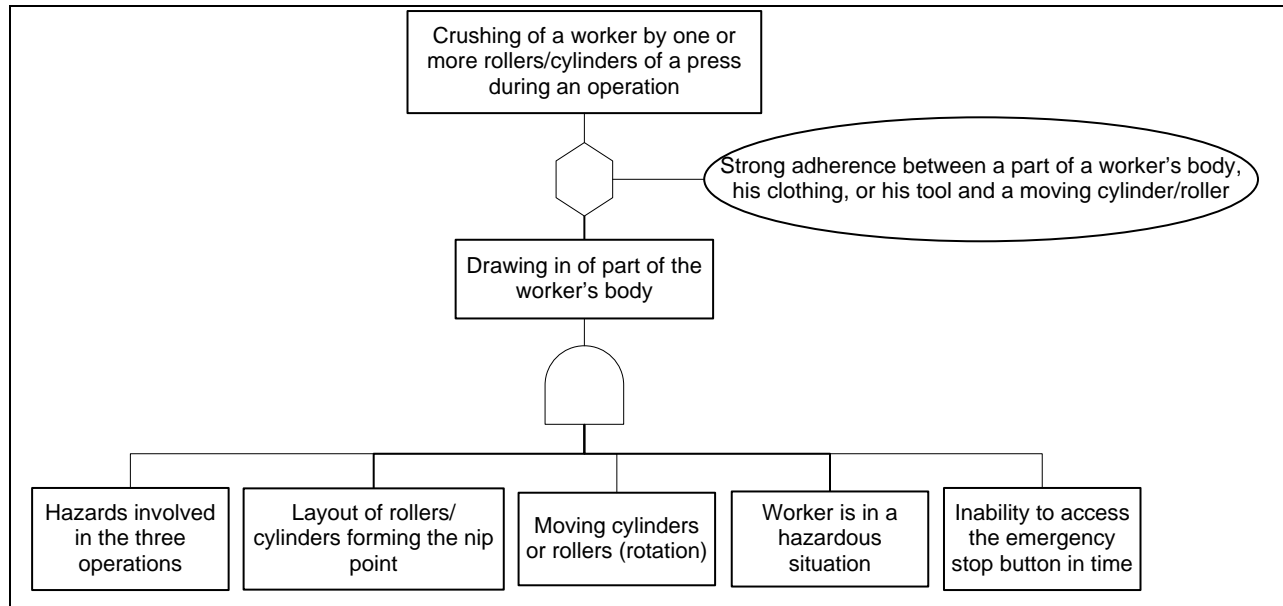 Crushing of a worker by one or
more rollers/cylinders of a press
during an operation
Strong adherence between a part of a worker’s body,
his clothing, or his tool and a moving cylinder/roller
Drawing in of part of the
worker’s body
Hazards involved
in the three
operations
Layout of rollers/
cylinders forming the nip
point
Moving cylinders
or rollers (rotation)
Worker is in a
hazardous
situation
Inability to access
the emergency
stop button in time